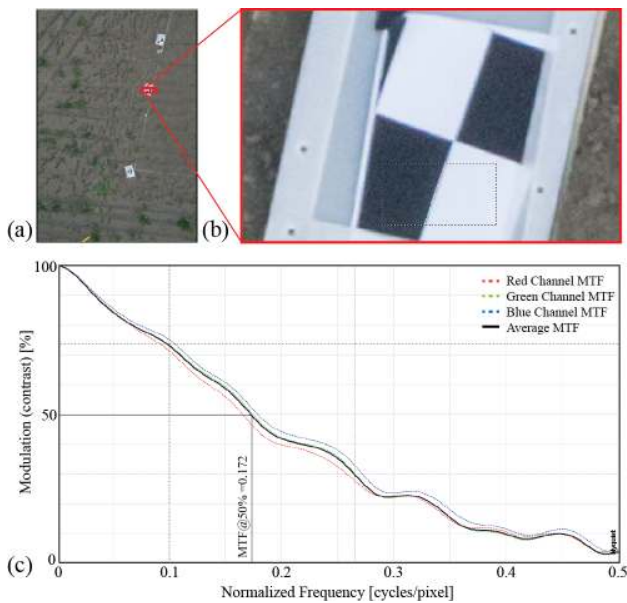 (a)
(b)
100
50
0
Modulation (contrast) [%]
Red Channel MTF
Green Channel MTF
Blue Channel MTF
Average MTF
MTF@50% =0.172
Nyquist
(c)
0
0.1
0.2
0.3
0.4
0.5
Normalized Frequency [cycles/pixel]